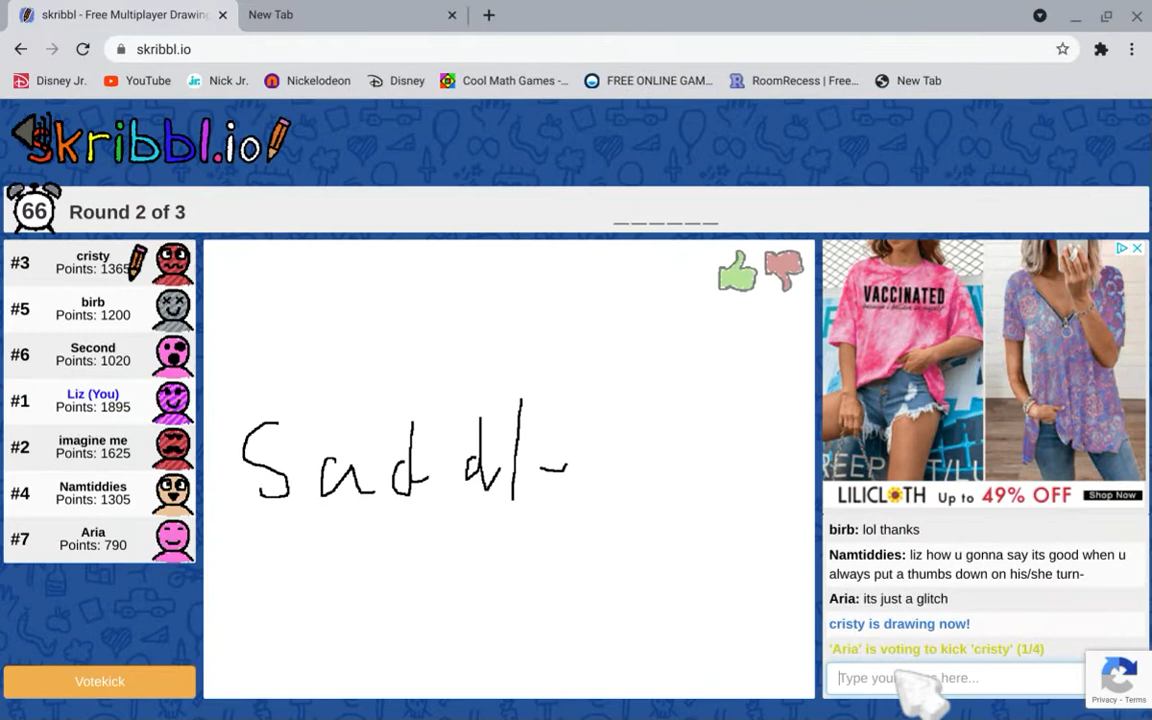 skribbl - Free Multiplayer Drawing
New Tab
skribbl.io
Disney Jr.
YouTube
Nick Jr.
Nickelodeon
Disney
Cool Math Games -...
FREE ONLINE GAM...
RoomRecess | Free...
New Tab
skribbl.io
66
Round 2 of 3
______
#3
cristy
Points: 1365
#5
birb
Points: 1200
#6
Second
Points: 1020
#1
Liz (You)
Points: 1895
#2
imagine me
Points: 1625
#4
Namtiddies
Points: 1305
#7
Aria
Points: 790
Votekick
Saddl
VACCINATED
LILICLOTH Up to 49% OFF Shop Now
birb: lol thanks
Namtiddies: liz how u gonna say its good when u
always put a thumbs down on his/she turn-
Aria: its just a glitch
cristy is drawing now!
'Aria' is voting to kick 'cristy' (1/4)
Privacy - Terms